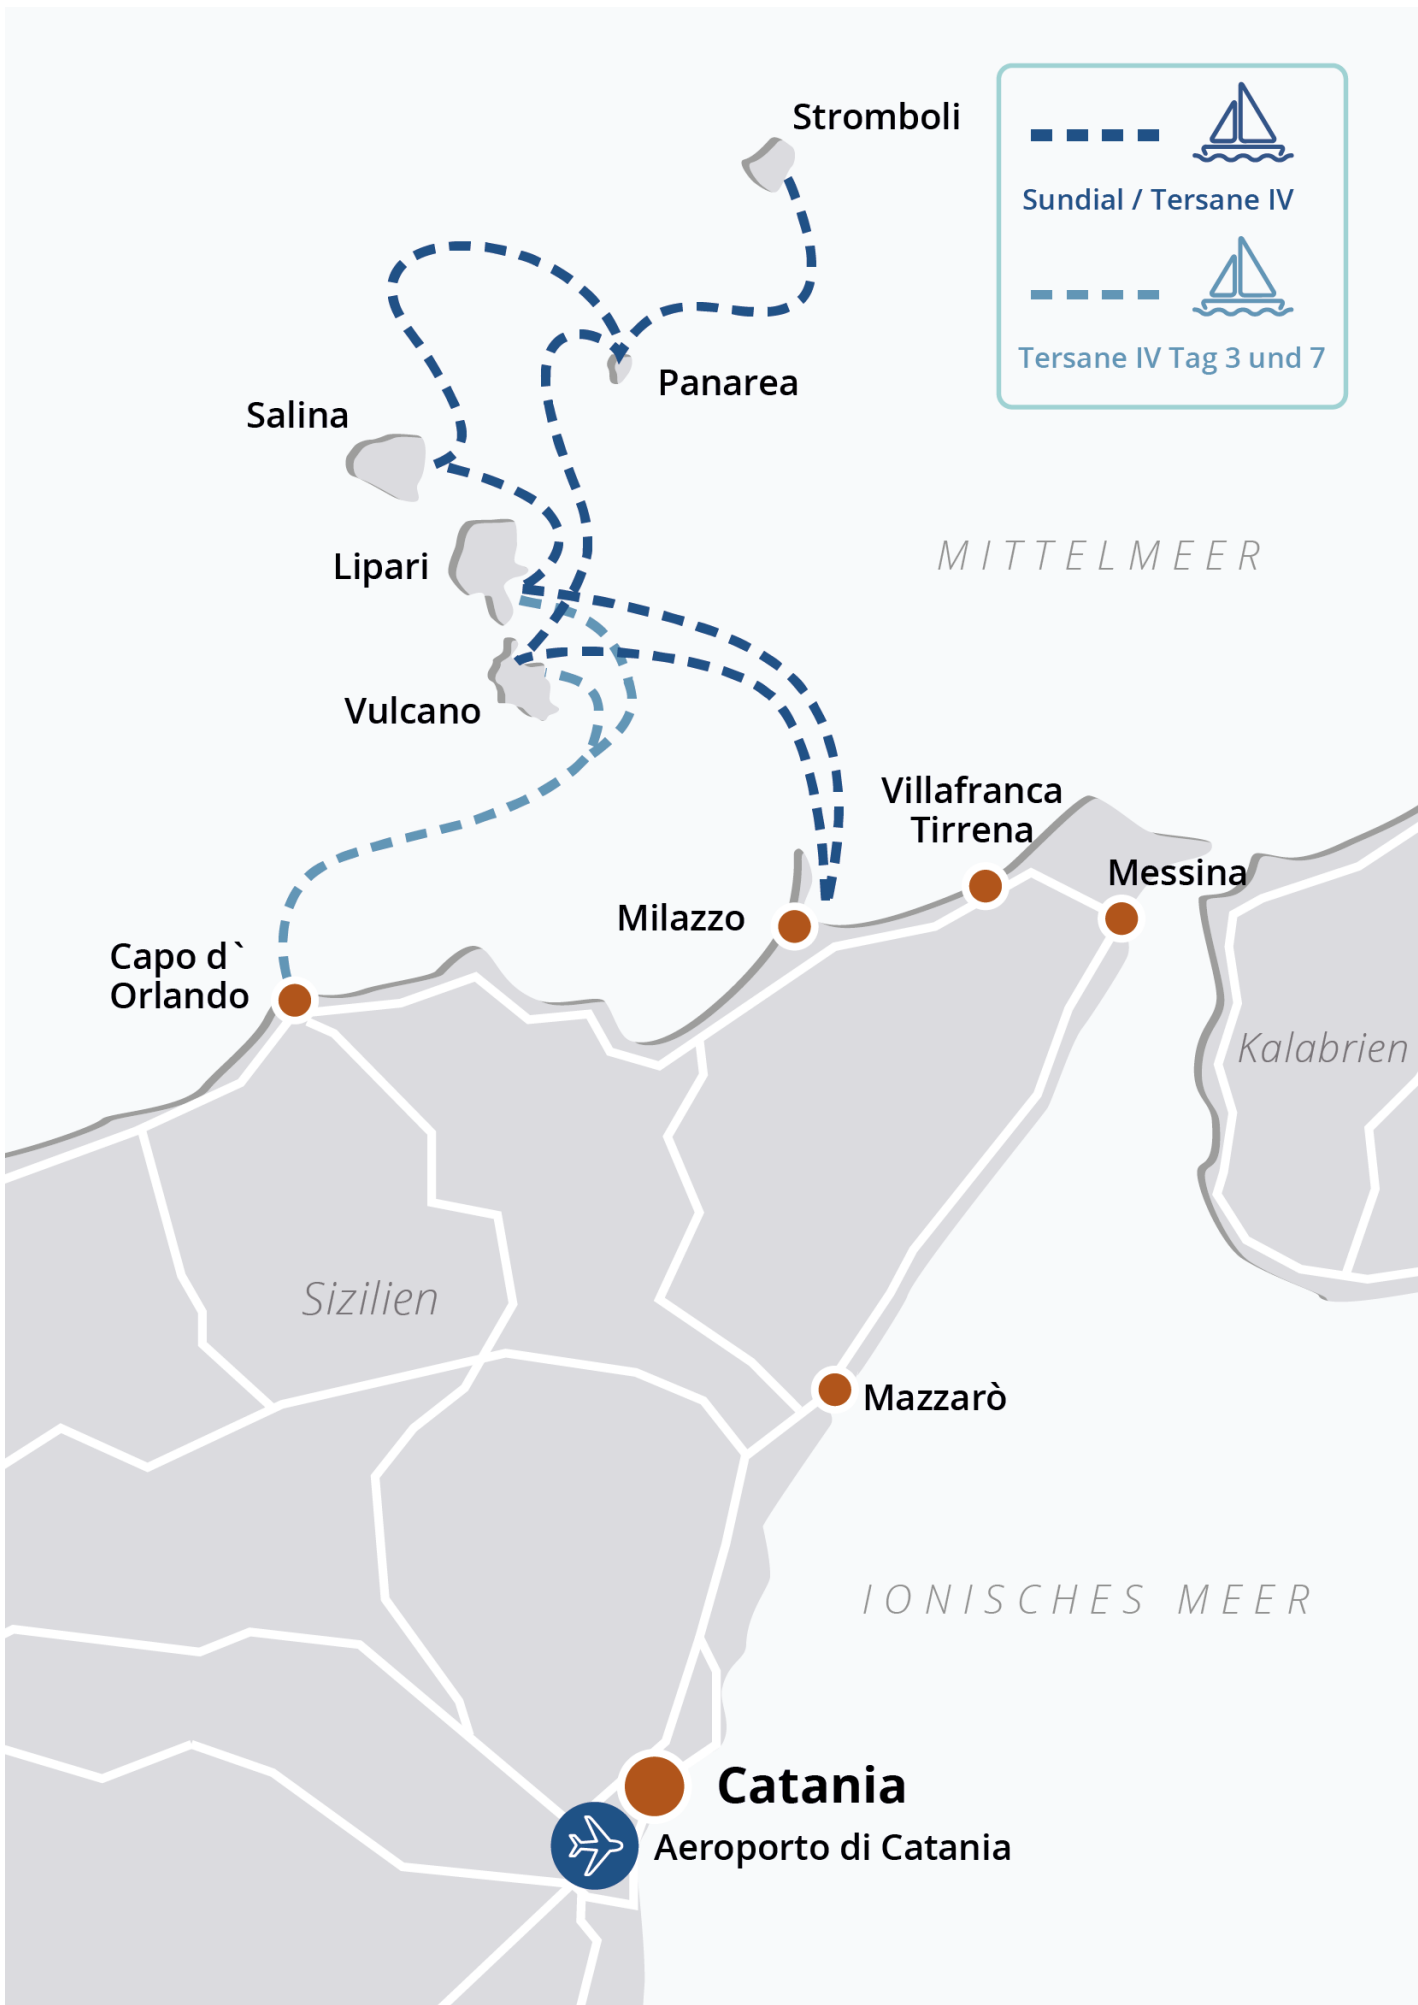 Stromboli
Sundial / Tersane IV
Tersane IV Tag 3 und 7
Panarea
Salina
MITTELMEER
Lipari
Vulcano
Villafranca
Tirrena
Messina
Milazzo
Capo d`
Orlando
Kalabrien
Sizilien
Mazzarò
IONISCHES MEER
Catania
Aeroporto di Catania